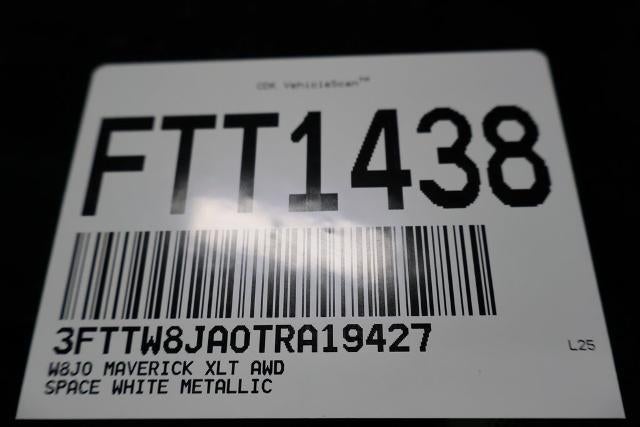 CDK VehicleScan™
FTT1438
3FTTW8JA0TRA19427
L25
W8J0 MAVERICK XLT AWD
SPACE WHITE METALLIC